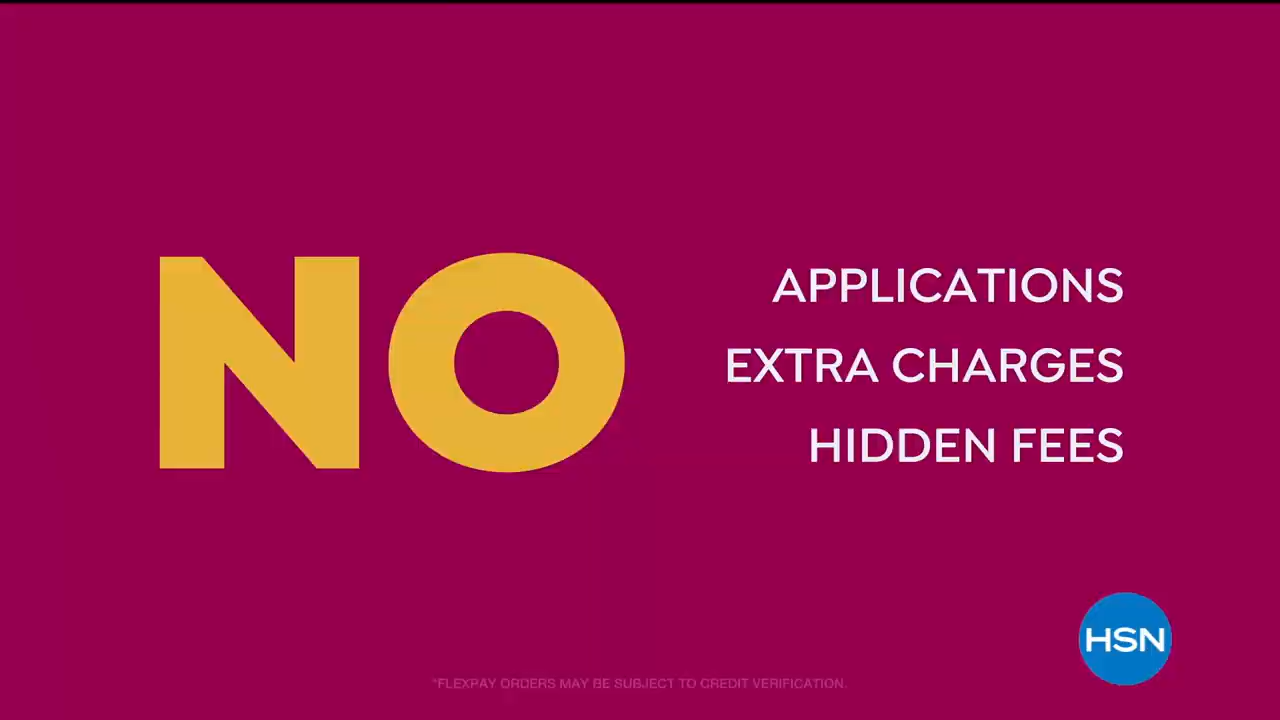 NO
APPLICATIONS
EXTRA CHARGES
HIDDEN FEES
HSN
*FLEXPAY ORDERS MAY BE SUBJECT TO CREDIT VERIFICATION.